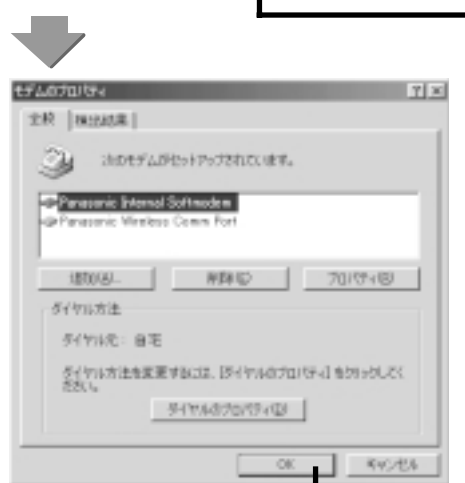 モデムのプロパティ
全般 検出結果
次のモデムがセットアップされています。
Panasonic Internal Softmodem
Panasonic Wireless Comm Port
追加(A)... 削除(E) プロパティ(R)
ダイヤル方法
ダイヤル元： 自宅
ダイヤル方法を変更するには、[ダイヤルのプロパティ] をクリックしてく
ださい。
ダイヤルのプロパティ(D)
OK キャンセル